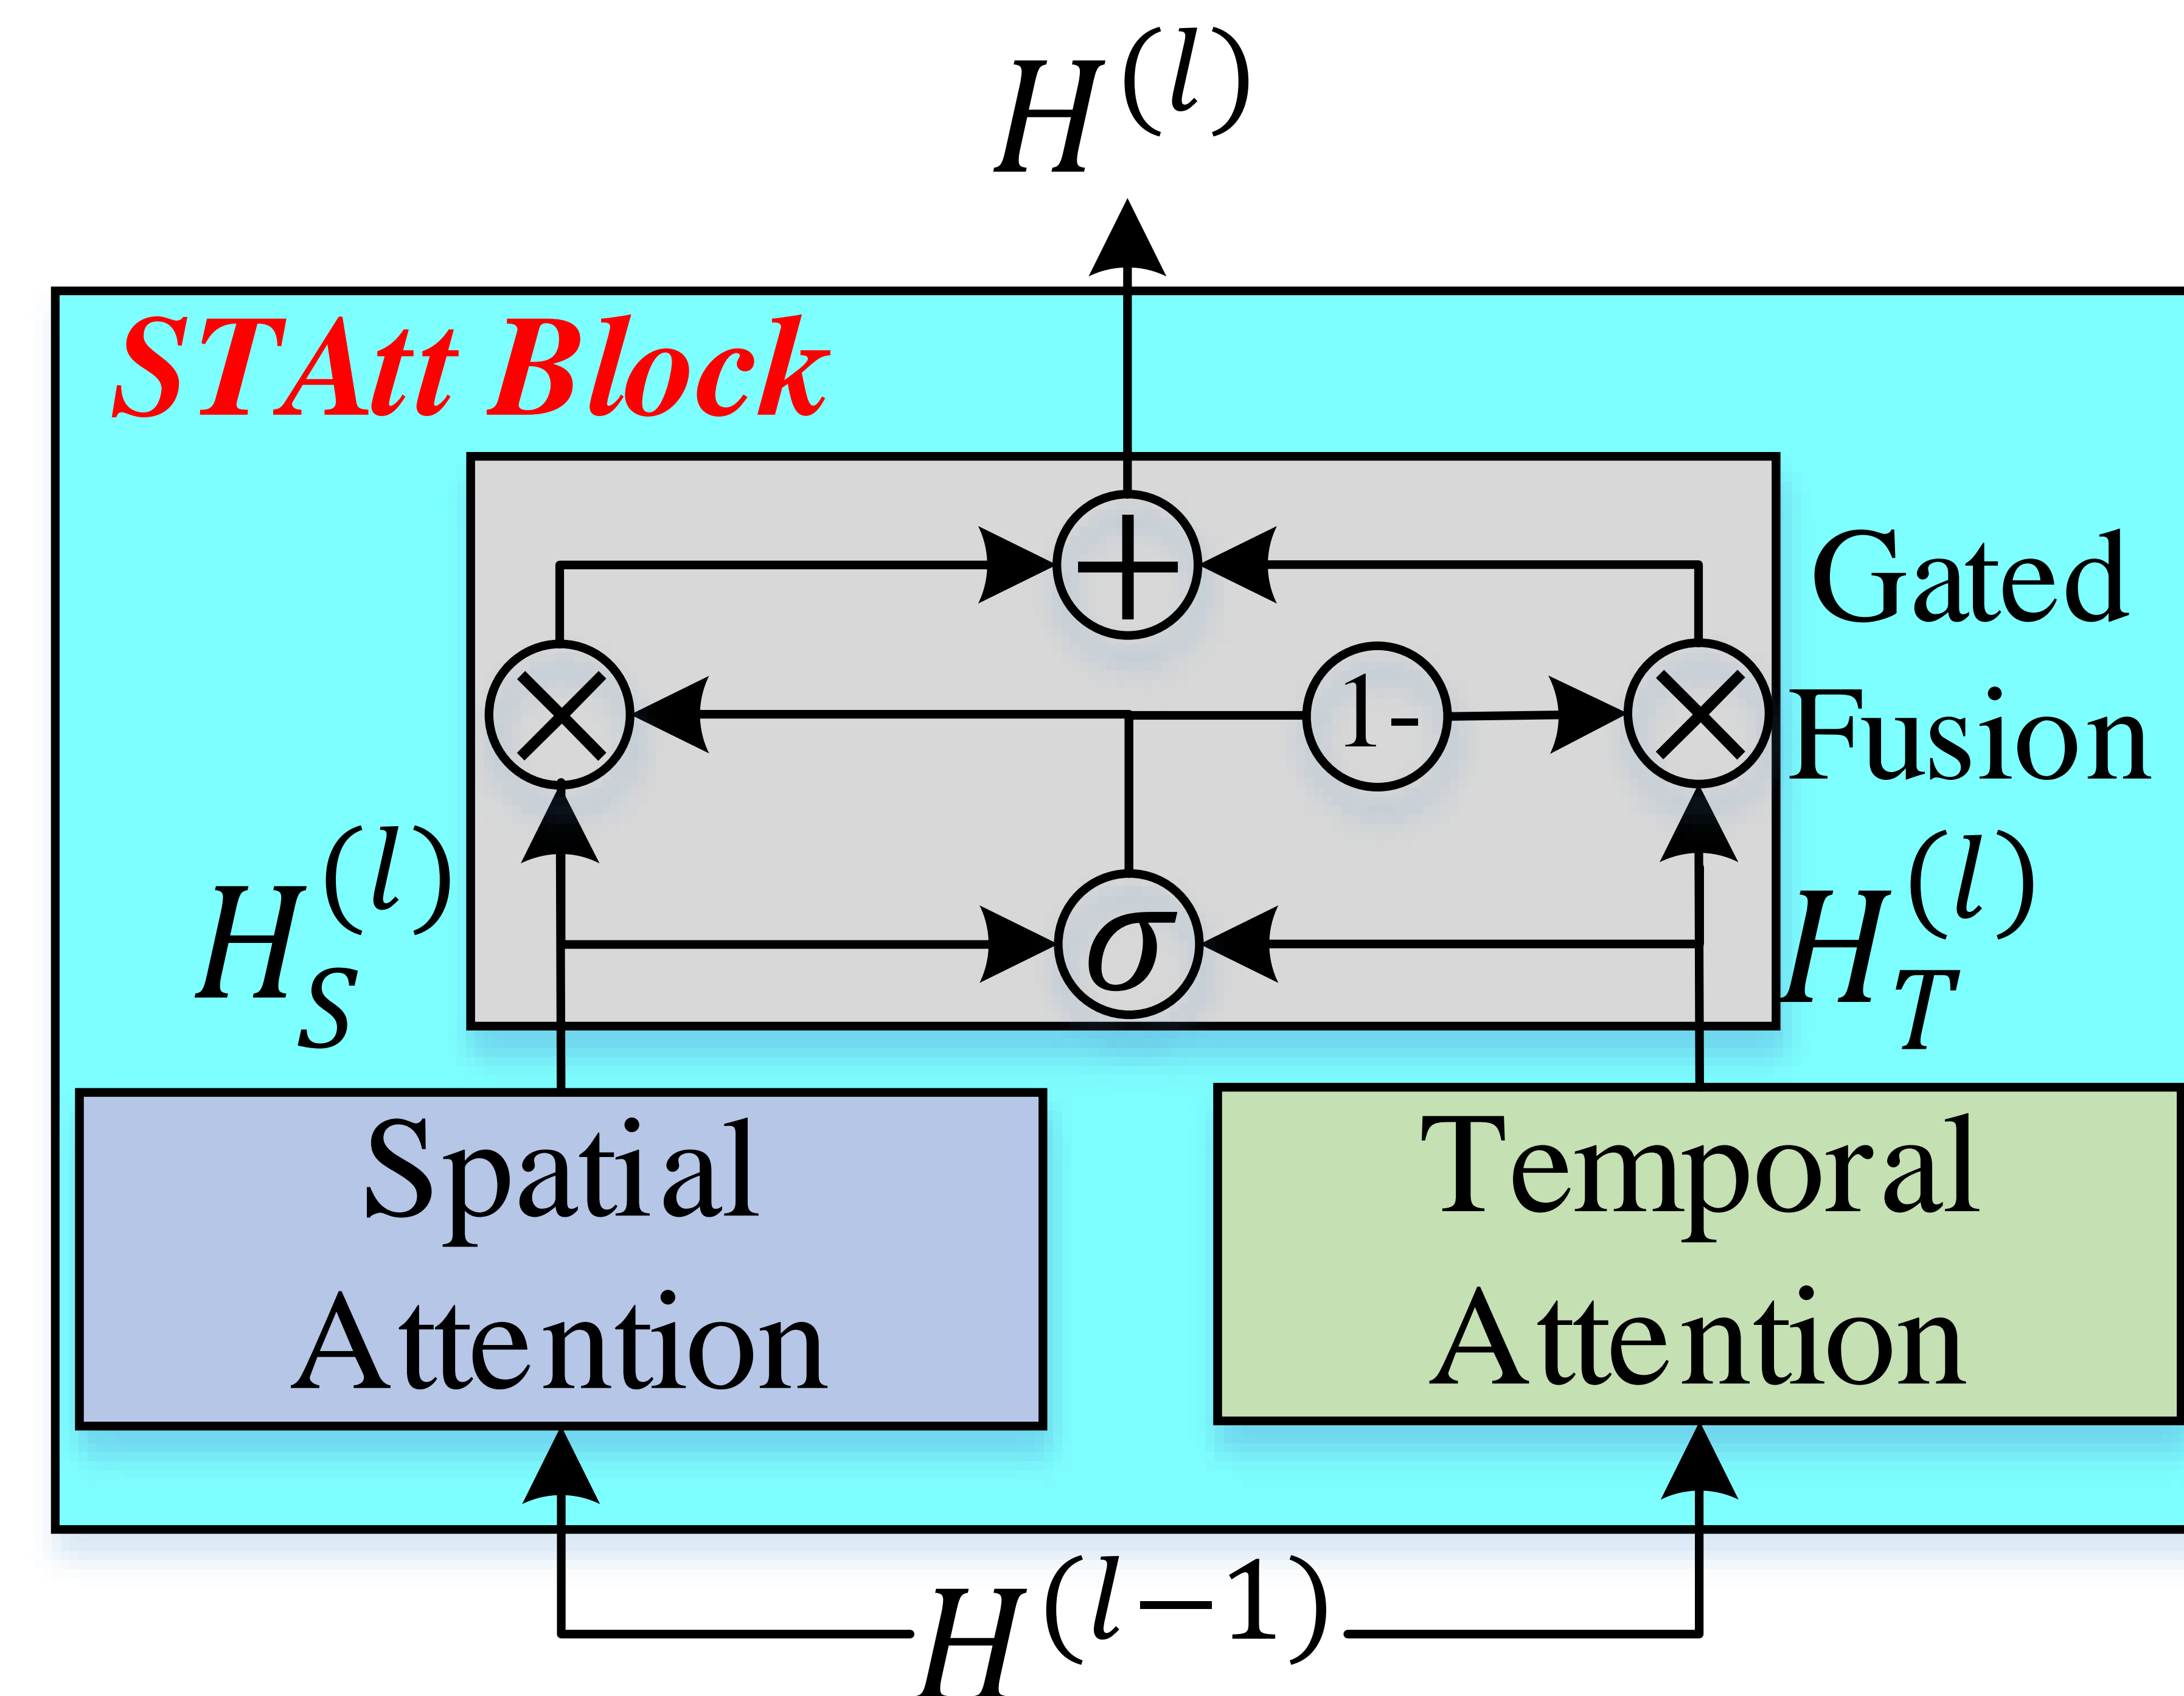 H^{(l)}
STAtt Block
+
Gated
Fusion
× 1- ×
H_S^{(l)} σ H_T^{(l)}
Spatial
Attention
Temporal
Attention
H^{(l-1)}